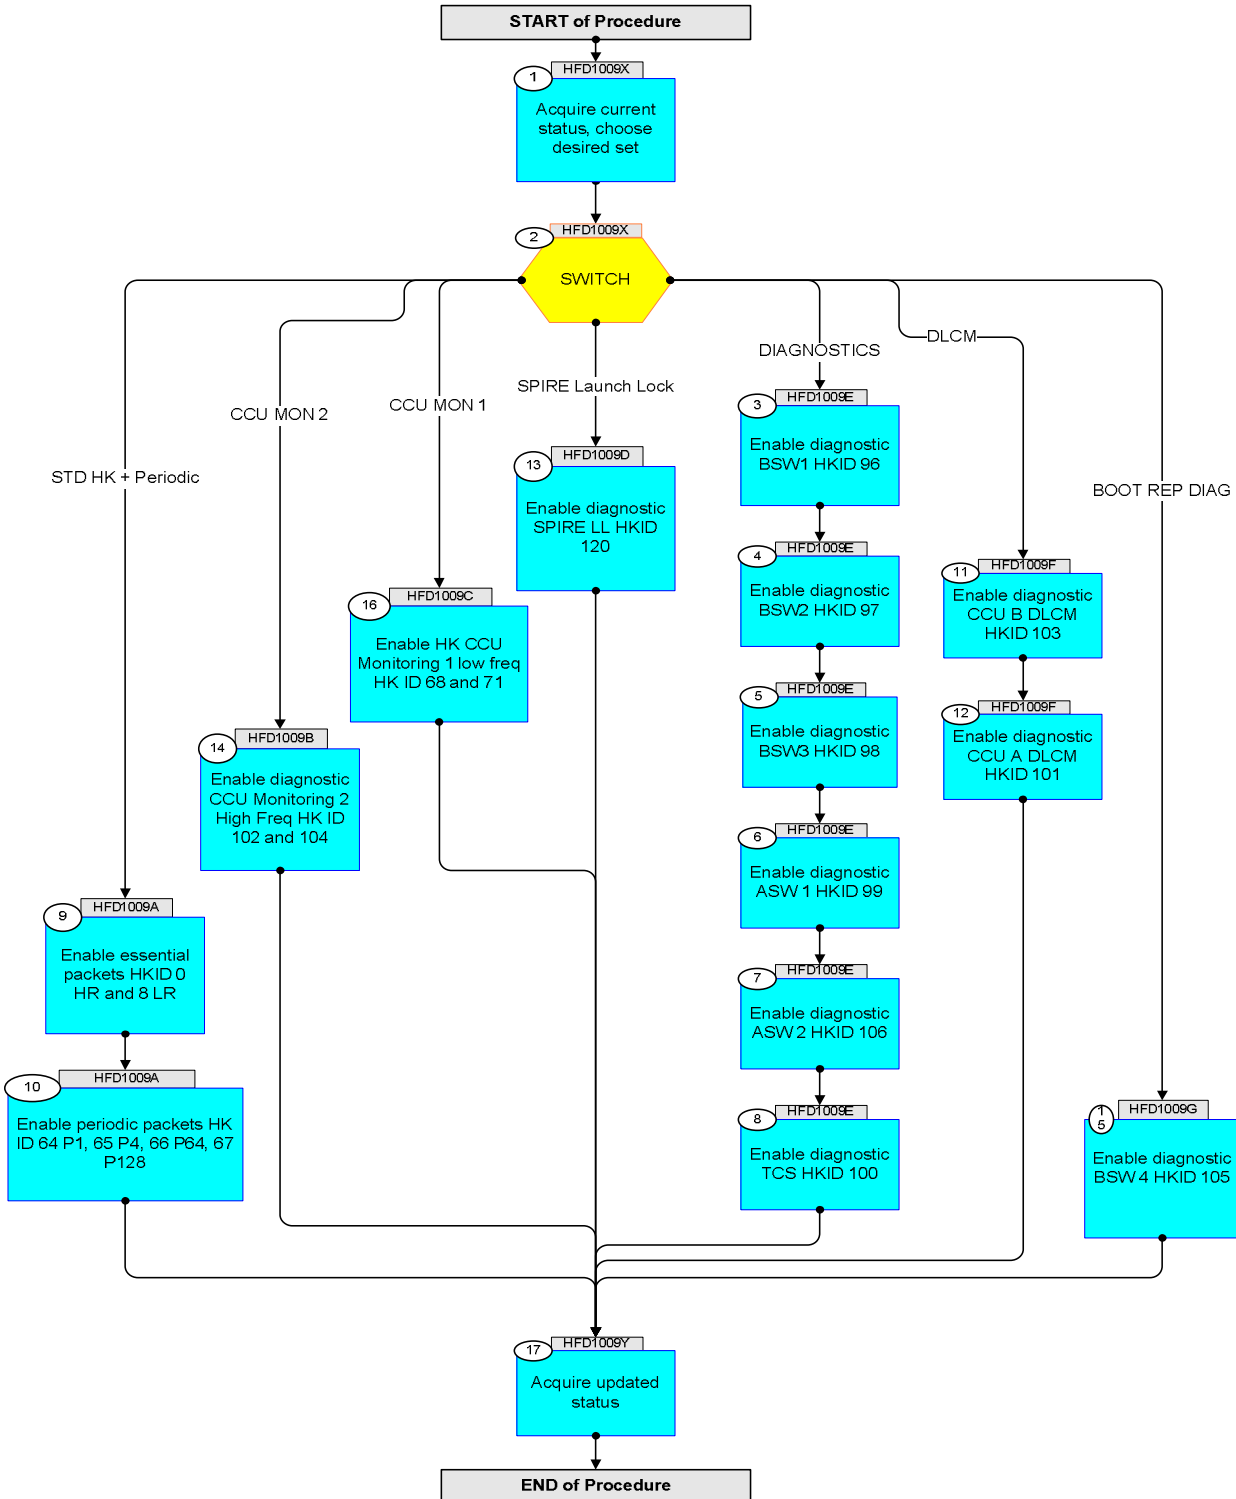 START of Procedure
HFD1009X
1
Acquire current
status, choose
desired set
HFD1009X
2
SWITCH
STD HK + Periodic
CCU MON 2
CCU MON 1
SPIRE Launch Lock
DIAGNOSTICS
DLCM
BOOT REP DIAG
HFD1009E
3
Enable diagnostic
BSW1 HKID 96
HFD1009E
4
Enable diagnostic
BSW2 HKID 97
HFD1009E
5
Enable diagnostic
BSW3 HKID 98
HFD1009E
6
Enable diagnostic
ASW 1 HKID 99
HFD1009E
7
Enable diagnostic
ASW 2 HKID 106
HFD1009E
8
Enable diagnostic
TCS HKID 100
HFD1009A
9
Enable essential
packets HKID 0
HR and 8 LR
HFD1009A
10
Enable periodic packets HK
ID 64 P1, 65 P4, 66 P64, 67
P128
HFD1009F
11
Enable diagnostic
CCU B DLCM
HKID 103
HFD1009F
12
Enable diagnostic
CCU A DLCM
HKID 101
HFD1009D
13
Enable diagnostic
SPIRE LL HKID
120
HFD1009B
14
Enable diagnostic
CCU Monitoring 2
High Freq HK ID
102 and 104
HFD1009G
1
5
Enable diagnostic
BSW 4 HKID 105
HFD1009C
16
Enable HK CCU
Monitoring 1 low freq
HK ID 68 and 71
HFD1009Y
17
Acquire updated
status
END of Procedure